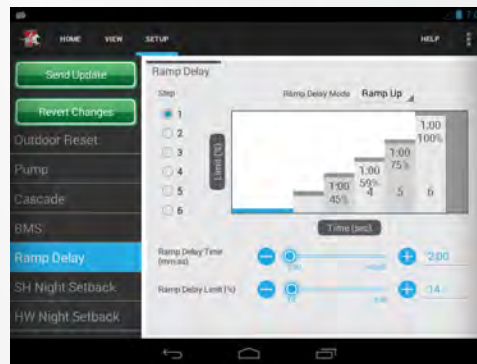 HOME VIEW SETUP HELP
Send Update
Revert Changes
Outdoor Reset
Pump
Cascade
BMS
Ramp Delay
SH Night Setback
HW Night Setback
Ramp Delay
Step
Ramp Delay Mode Ramp Up
1
2
3
4
5
6
Limit (%)
1:00
100%
1:00
75%
1:00
59%
1:00
45%
4 5 6
Time (sec)
Ramp Delay Time
(mm:ss)
2:00
Ramp Delay Limit (%)
14